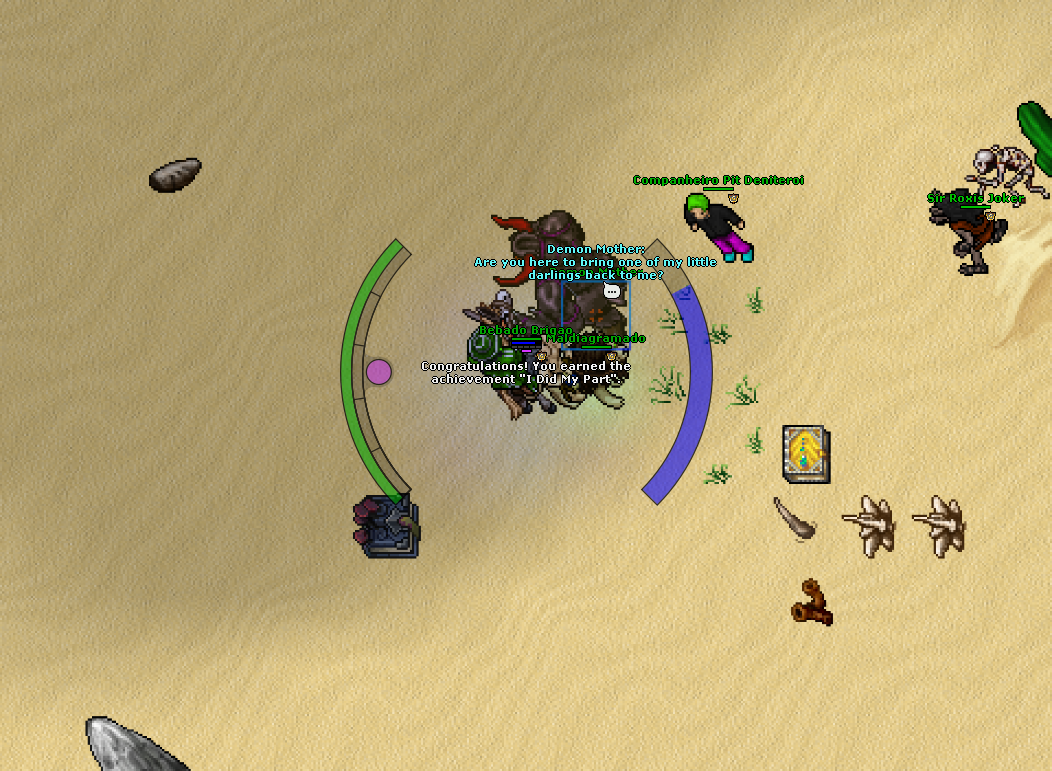 Companheiro Pit Deniteroi
Sir Roxis Joker
Demon Mother:
Are you here to bring one of my little
darlings back to me?
Bebado Brigao
Maldiagramado
Congratulations! You earned the
achievement "I Did My Part".